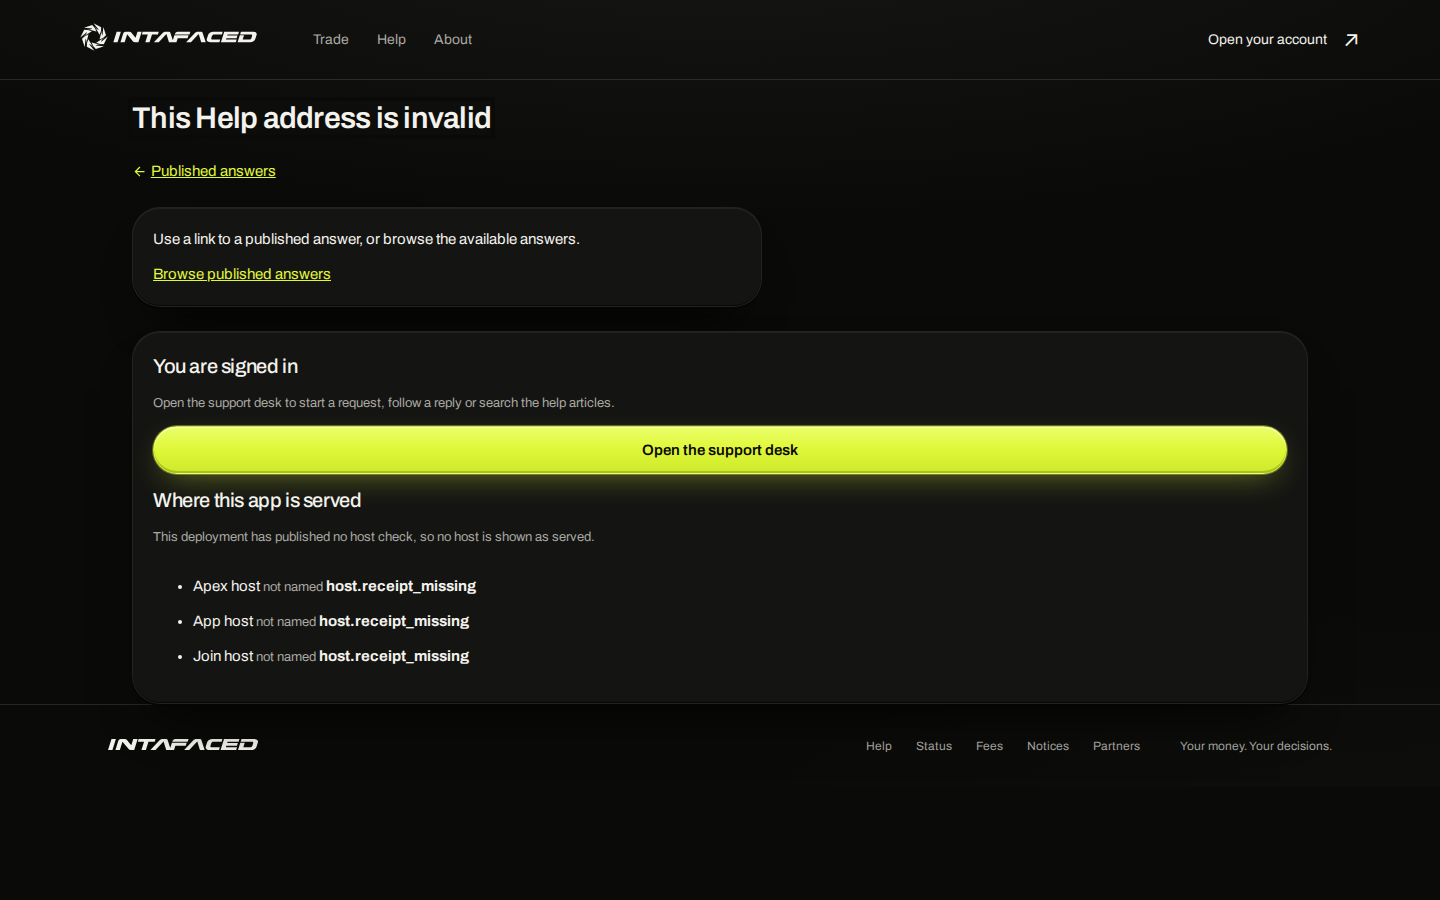 INTAFACED
Trade
Help
About
Open your account
This Help address is invalid
← Published answers
Use a link to a published answer, or browse the available answers.
Browse published answers
You are signed in
Open the support desk to start a request, follow a reply or search the help articles.
Open the support desk
Where this app is served
This deployment has published no host check, so no host is shown as served.
• Apex host not named host.receipt_missing
• App host not named host.receipt_missing
• Join host not named host.receipt_missing
INTAFACED
Help
Status
Fees
Notices
Partners
Your money. Your decisions.